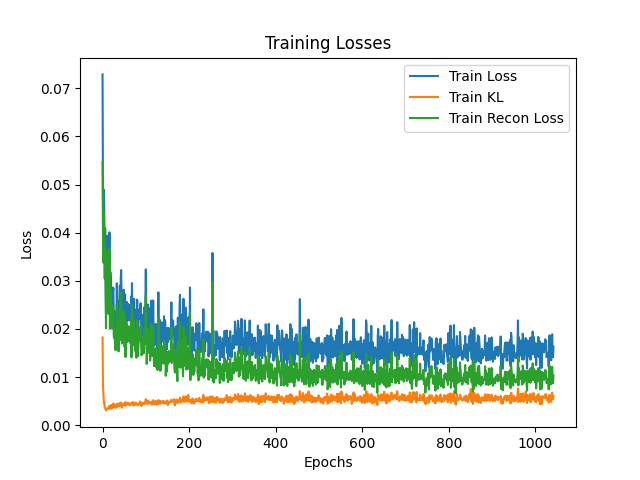 Training Losses
Train Loss
Train KL
Train Recon Loss
0.07
0.06
0.05
0.04
0.03
0.02
0.01
0.00
Loss
0 200 400 600 800 1000
Epochs